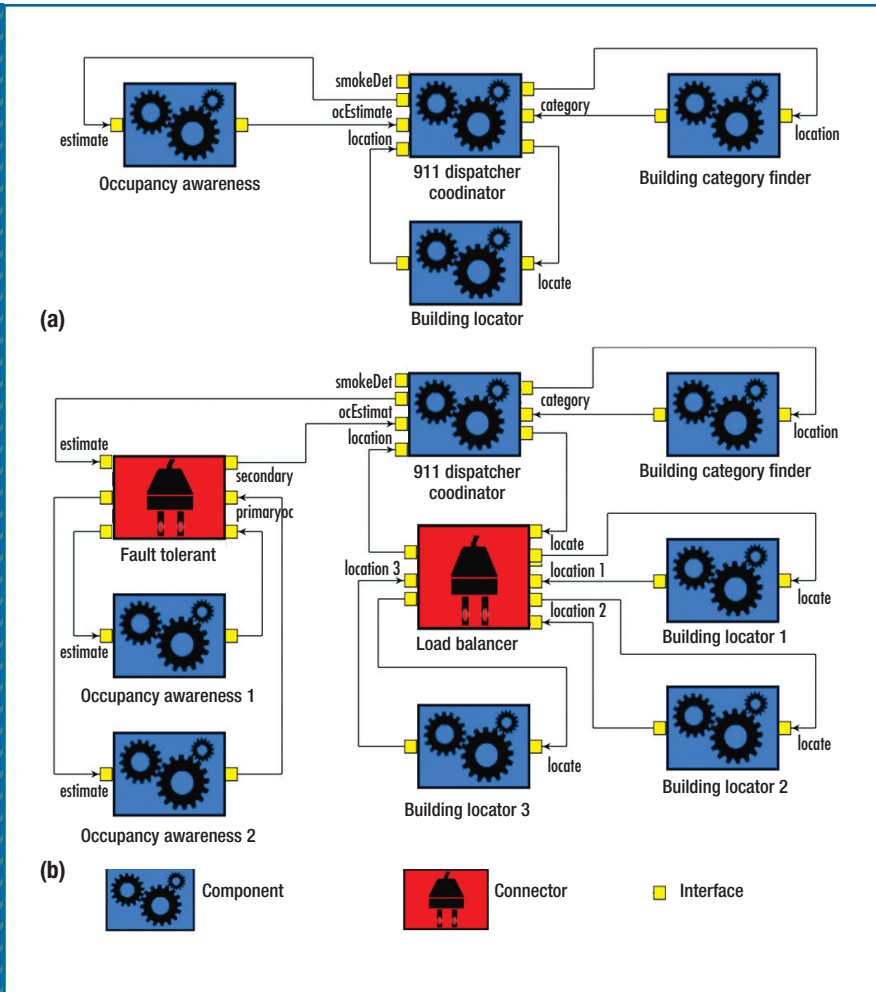 smokeDet
ocEstimate
location
category
estimate
location
Occupancy awareness
911 dispatcher
coodinator
Building category finder
locate
Building locator
(a)
smokeDet
ocEstimat
location
category
location
estimate
secondary
primaryoc
911 dispatcher
coodinator
Building category finder
Fault tolerant
locate
location 3
location 1
location 2
locate
Load balancer
Building locator 1
estimate
Occupancy awareness 1
locate
locate
estimate
Building locator 3
Building locator 2
Occupancy awareness 2
(b)
Component
Connector
Interface